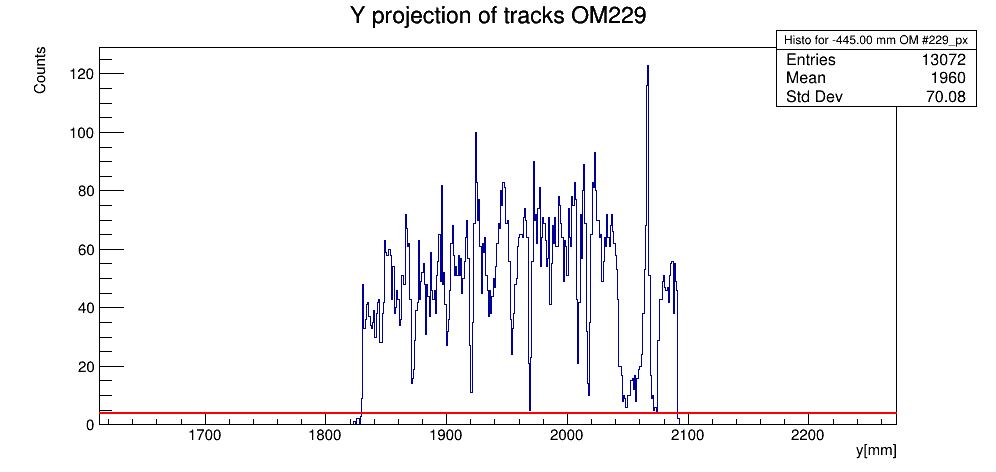 Y projection of tracks OM229
Histo for -445.00 mm OM #229_px
Entries 13072
Mean 1960
Std Dev 70.08
Counts
120
100
80
60
40
20
0
1700 1800 1900 2000 2100 2200
y[mm]